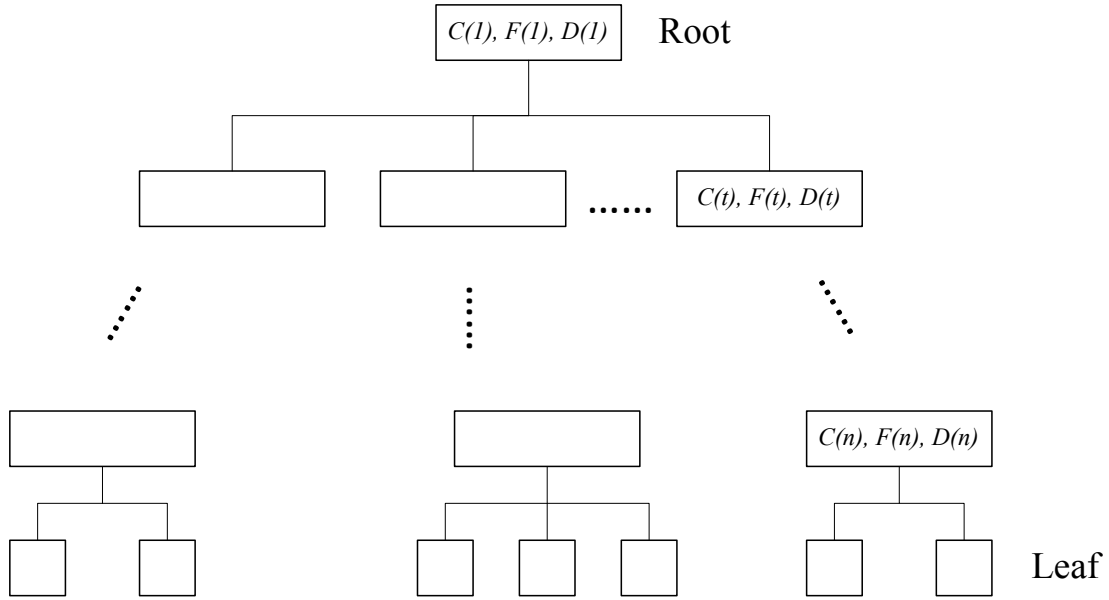 C(1), F(1), D(1)
Root
C(t), F(t), D(t)
C(n), F(n), D(n)
Leaf